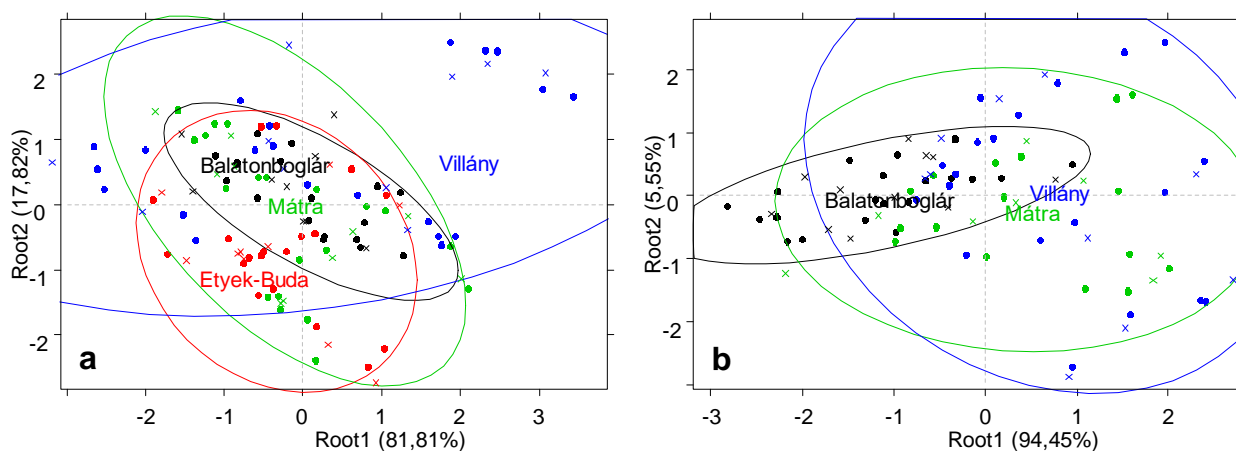 2
1
0
-1
-2
Root2 (17,82%)
Villány
Balatonboglár
Mátra
Etyek-Buda
a
-2 -1 0 1 2 3
Root1 (81,81%)
2
1
0
-1
-2
-3
Root2 (5,55%)
Villány
Balatonboglár
Mátra
b
-3 -2 -1 0 1 2
Root1 (94,45%)